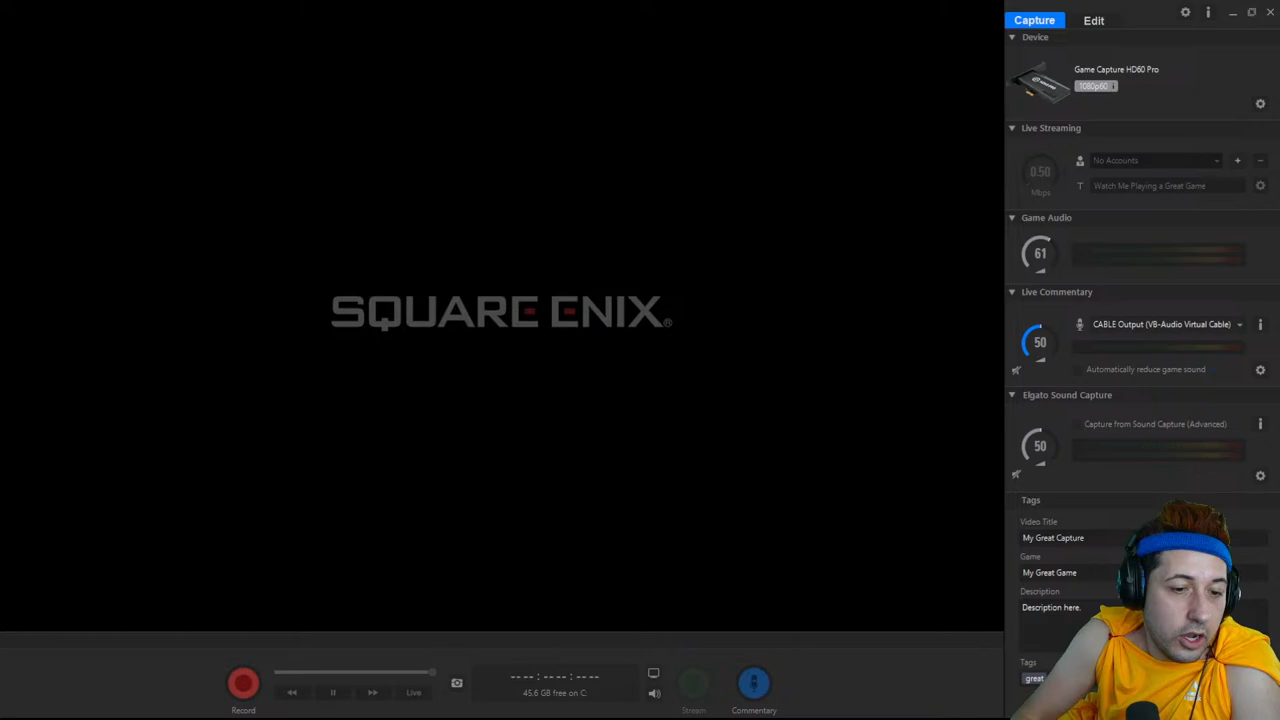 Capture Edit
Device
Game Capture HD60 Pro
1080p60
Live Streaming
0.50
Mbps
No Accounts
T Watch Me Playing a Great Game
Game Audio
61
Live Commentary
50
CABLE Output (VB-Audio Virtual Cable)
Automatically reduce game sound
Elgato Sound Capture
50
Capture from Sound Capture (Advanced)
Tags
Video Title
My Great Capture
Game
My Great Game
Description
Description here.
Tags
great
SQUARE ENIX®
Record
Live
-- -- : -- -- : -- --
45.6 GB free on C:
Stream
Commentary